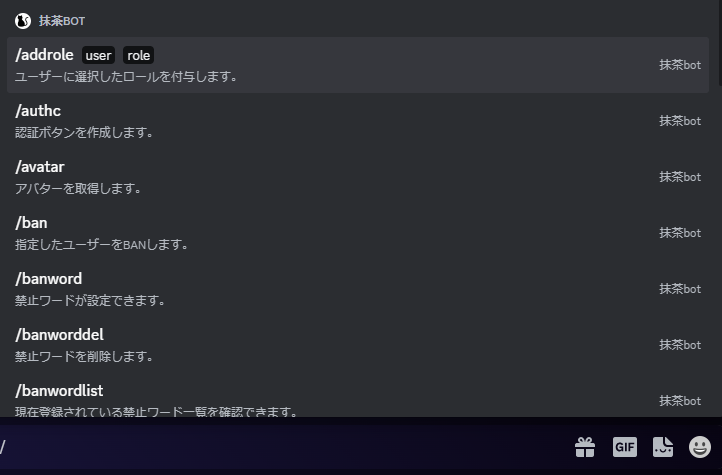 抹茶BOT
/addrole user role
ユーザーに選択したロールを付与します。
抹茶bot
/authc
認証ボタンを作成します。
抹茶bot
/avatar
アバターを取得します。
抹茶bot
/ban
指定したユーザーをBANします。
抹茶bot
/banword
禁止ワードが設定できます。
抹茶bot
/banworddel
禁止ワードを削除します。
抹茶bot
/banwordlist
現在登録されている禁止ワード一覧を確認できます。
抹茶bot
/
GIF